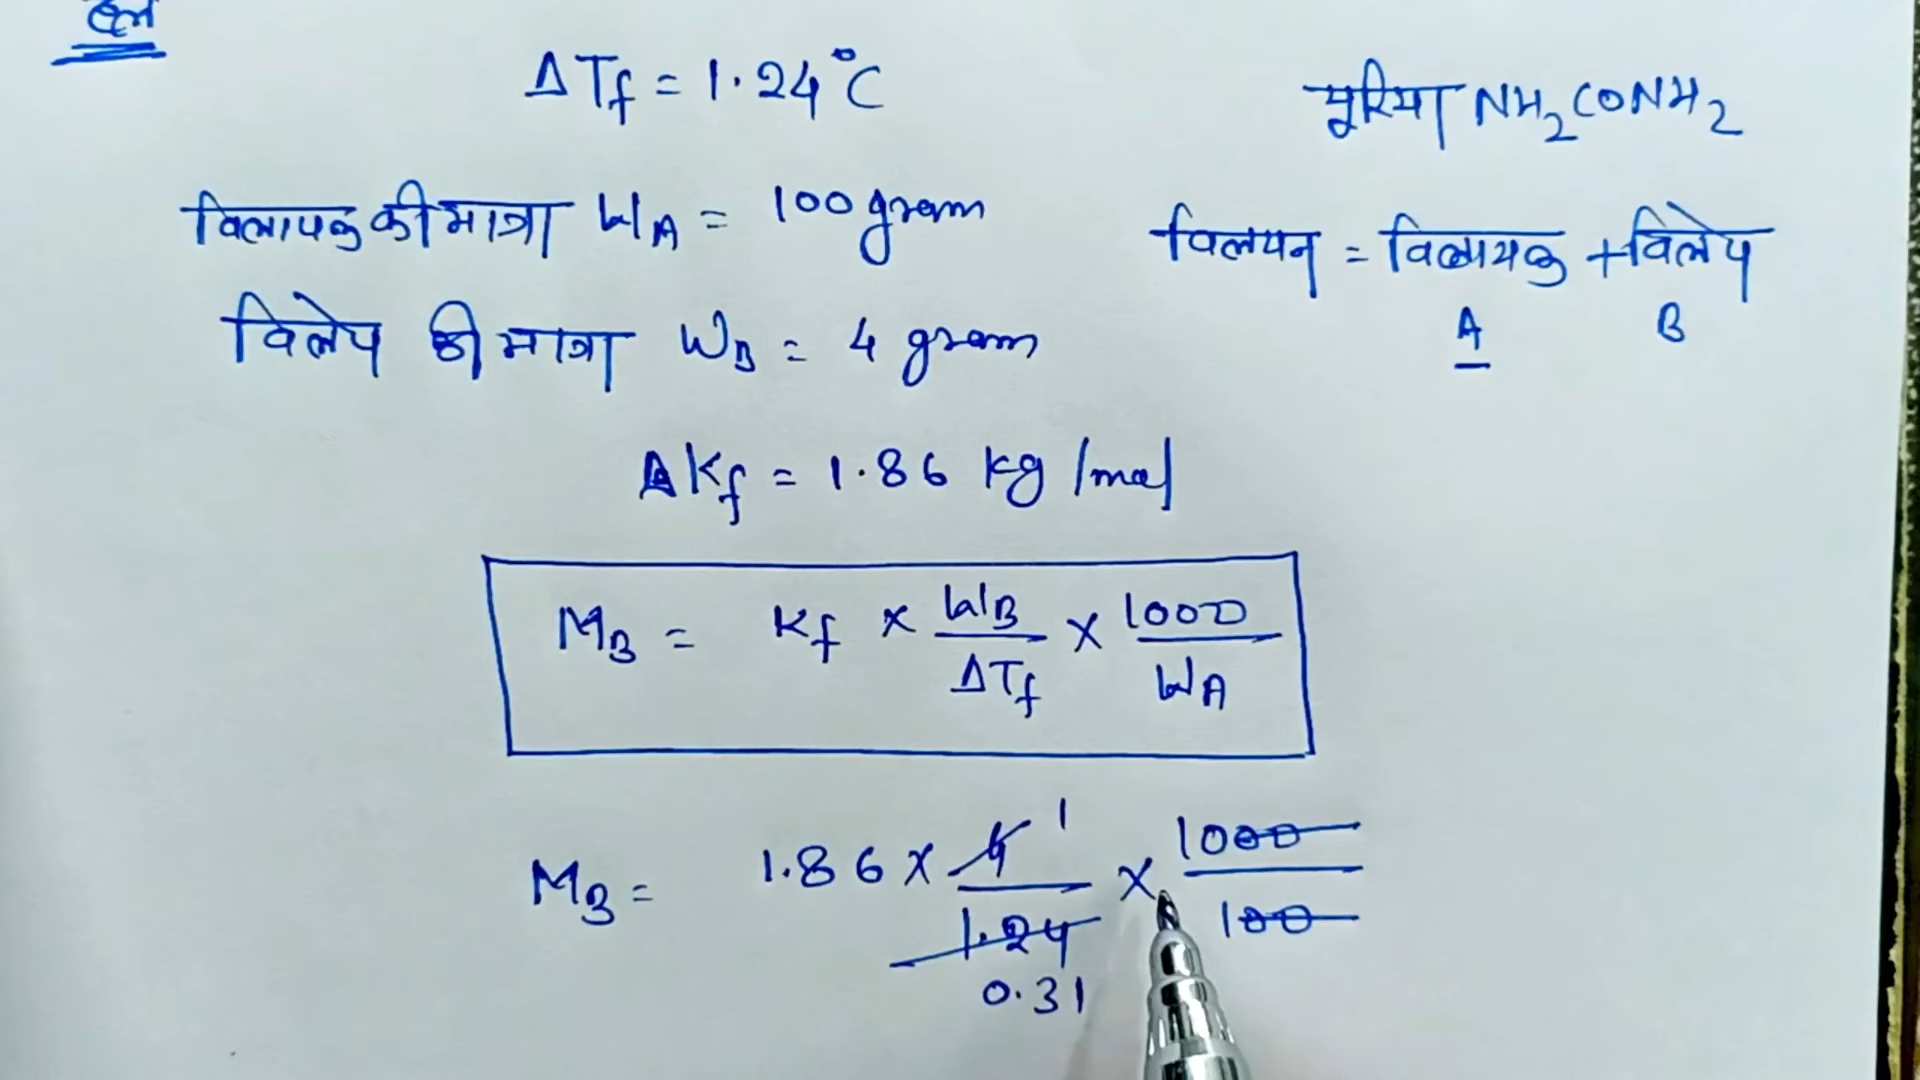 हल
ΔTf = 1.24°C
यूरिया NH2CONH2
विलायक की मात्रा WA = 100 gram
विलयन = विलायक + विलेय
A B
विलेय की मात्रा WB = 4 gram
Kf = 1.86 kg/mol
MB = Kf × WB/ΔTf × 1000/WA
MB = 1.86 × 4/1.24 × 1000/100
1
0.31